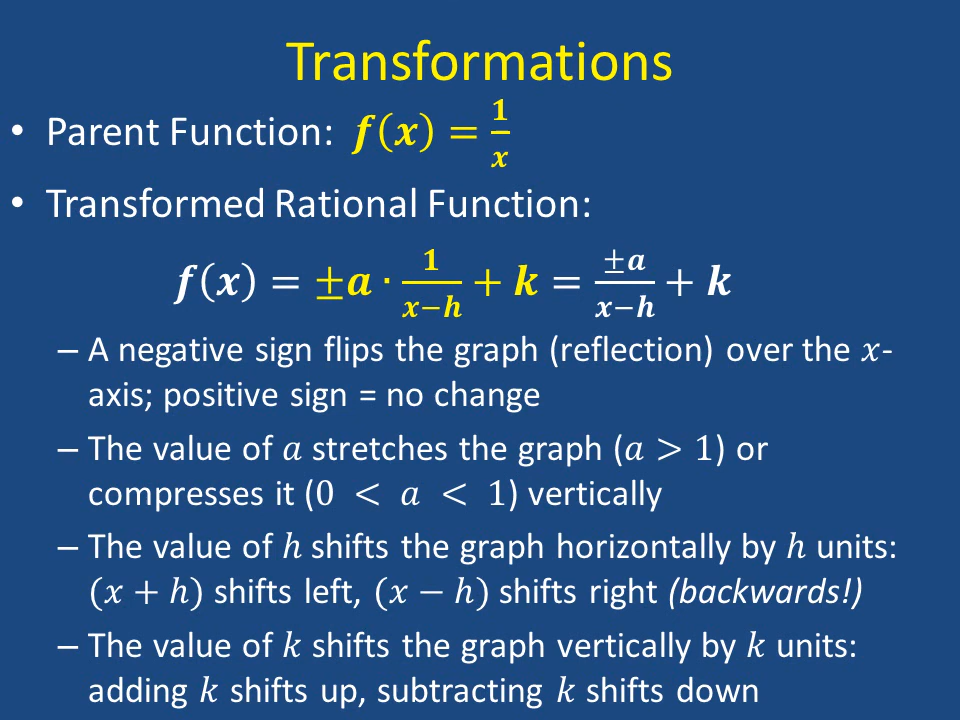 Transformations
• Parent Function: f(x) = 1/x
• Transformed Rational Function:
f(x) = ±a · 1/(x−h) + k = ±a/(x−h) + k
– A negative sign flips the graph (reflection) over the x-
axis; positive sign = no change
– The value of a stretches the graph (a > 1) or
compresses it (0 < a < 1) vertically
– The value of h shifts the graph horizontally by h units:
(x + h) shifts left, (x − h) shifts right (backwards!)
– The value of k shifts the graph vertically by k units:
adding k shifts up, subtracting k shifts down